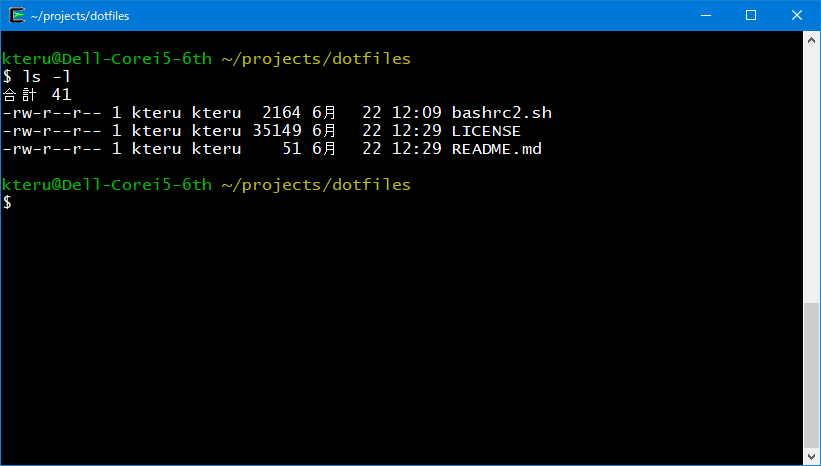 ~/projects/dotfiles
kteru@Dell-Corei5-6th ~/projects/dotfiles
$ ls -l
合計 41
-rw-r--r-- 1 kteru kteru  2164 6月   22 12:09 bashrc2.sh
-rw-r--r-- 1 kteru kteru 35149 6月   22 12:29 LICENSE
-rw-r--r-- 1 kteru kteru    51 6月   22 12:29 README.md
kteru@Dell-Corei5-6th ~/projects/dotfiles
$